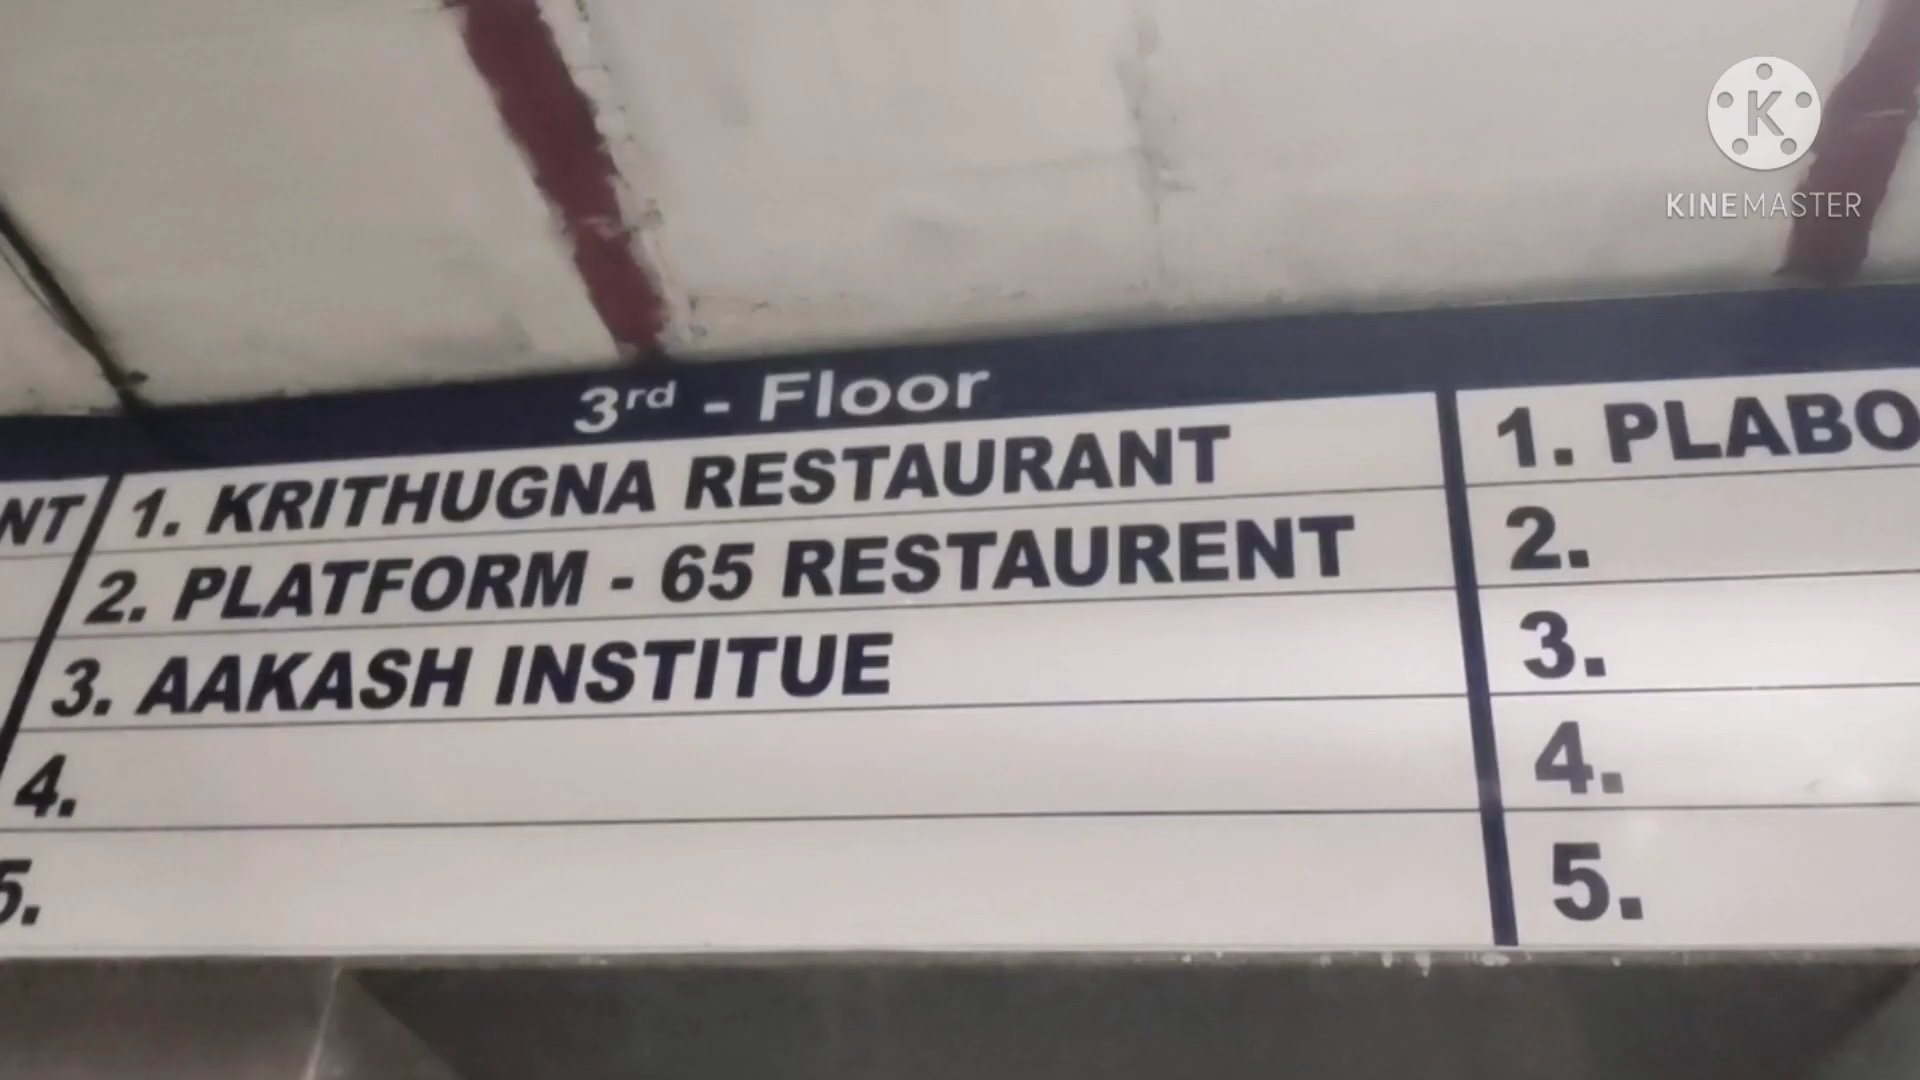 KINEMASTER
3rd - Floor
1. KRITHUGNA RESTAURANT
2. PLATFORM - 65 RESTAURENT
3. AAKASH INSTITUE
4.
5.
1. PLABO
2.
3.
4.
5.